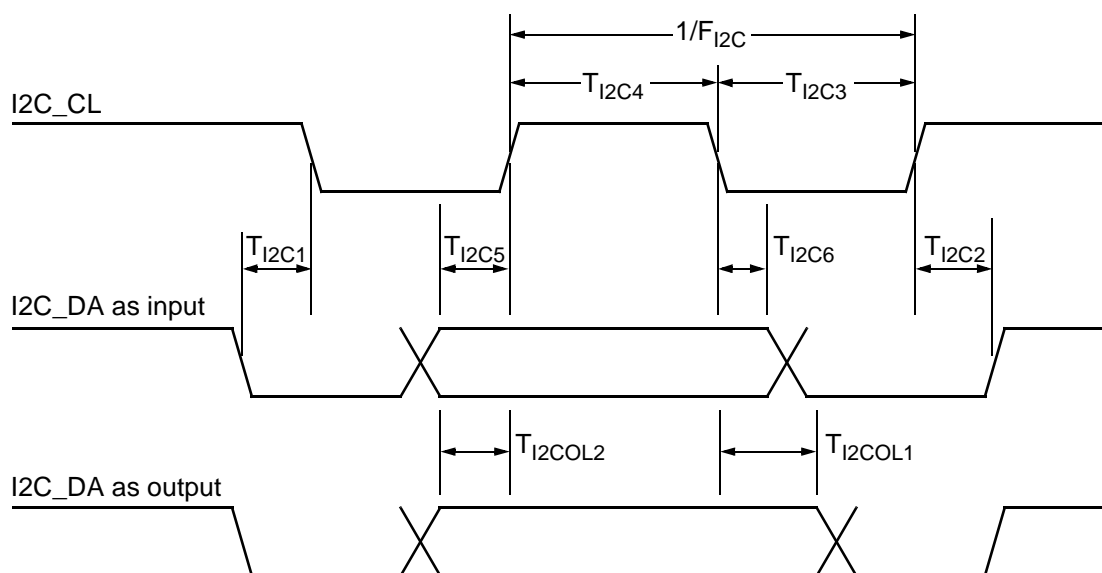 1/F_I2C
T_I2C4 T_I2C3
I2C_CL
T_I2C1 T_I2C5 T_I2C6 T_I2C2
I2C_DA as input
T_I2COL2 T_I2COL1
I2C_DA as output